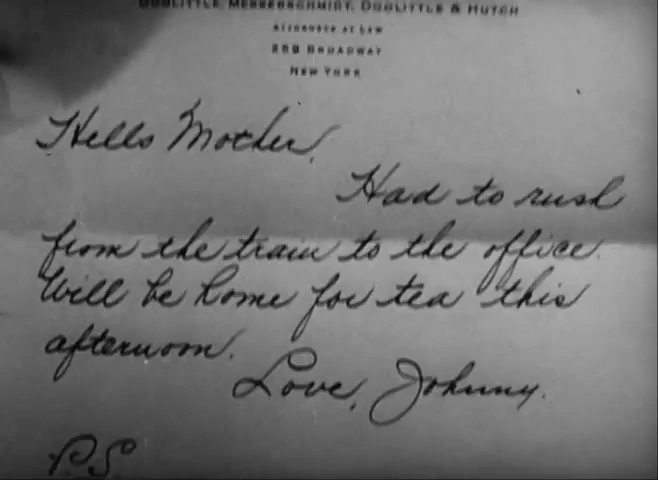 DOOLITTLE, MESSERSCHMIDT, DOOLITTLE & HUTCH
ATTORNEYS AT LAW
BROADWAY
NEW YORK
Hello Mother,
Had to rush
from the train to the office.
Will be home for tea this
afternoon.
Love, Johnny.
P.S.